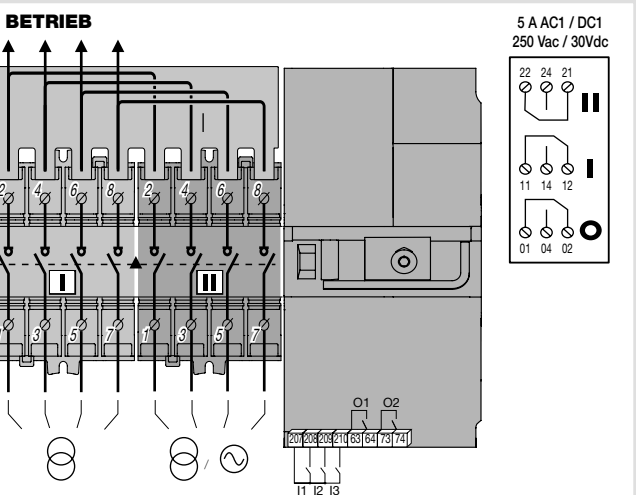 BETRIEB
5 A AC1 / DC1
250 Vac / 30Vdc
22 24 21
II
11 14 12
I
01 04 02
O
2 4 6 8 2 4 6 8
I II
3 5 7 1 3 5 7
O1 O2
207 208 209 210 63 64 73 74
I1 I2 I3